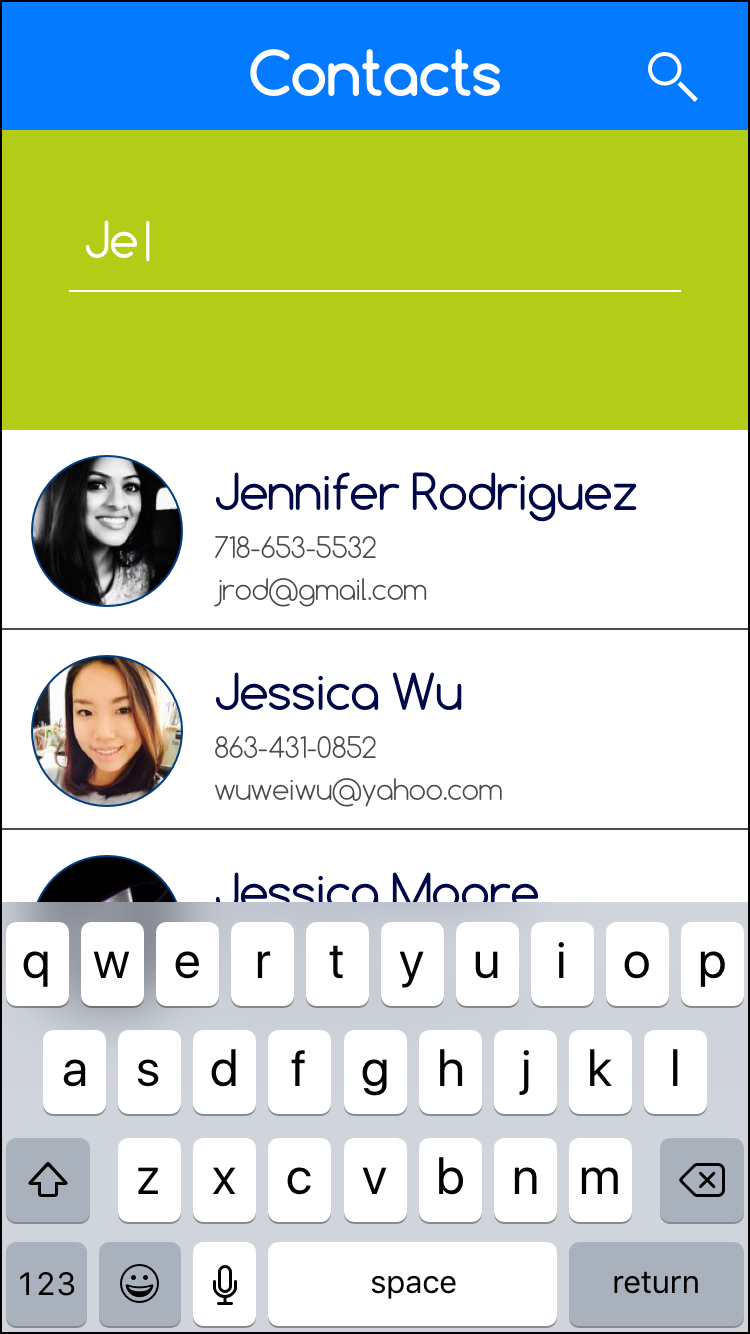 Contacts
Je
Jennifer Rodriguez
718-653-5532
jrod@gmail.com
Jessica Wu
863-431-0852
wuweiwu@yahoo.com
Jessica Moore
q w e r t y u i o p
a s d f g h j k l
z x c v b n m
123 space return